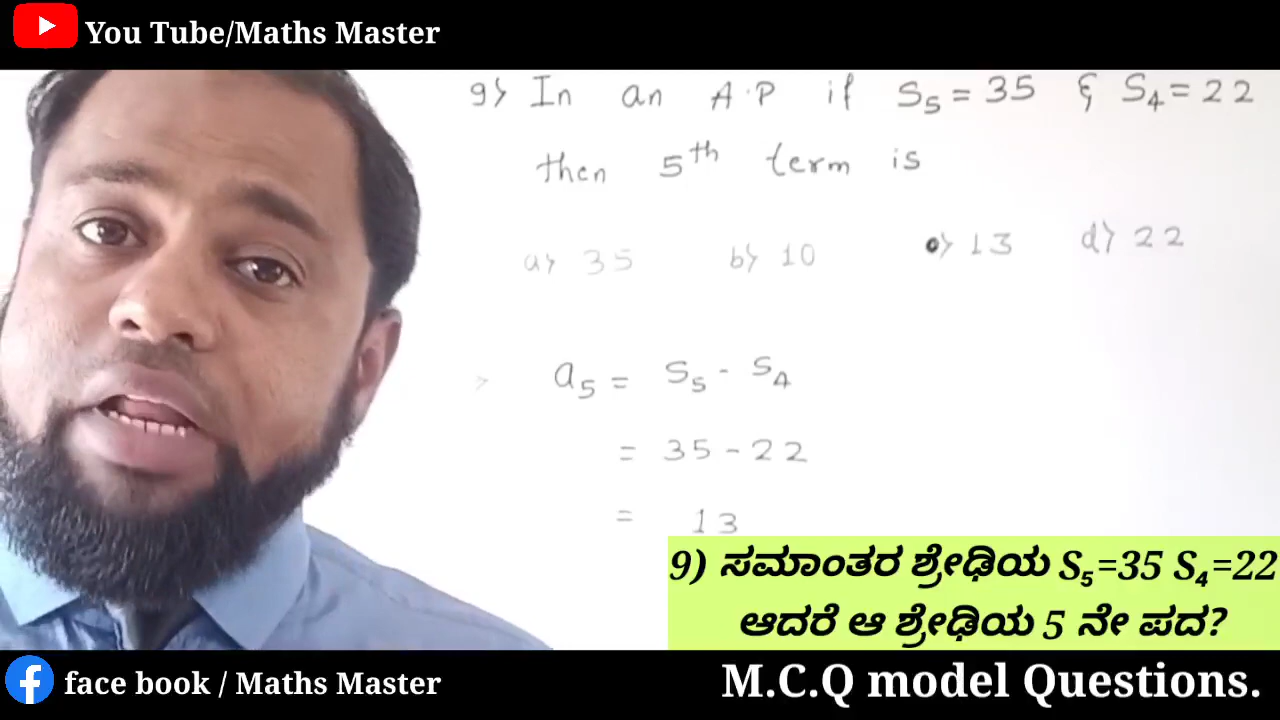 You Tube/Maths Master
9) In an A.P if S₅ = 35 & S₄ = 22
then 5th term is
a) 35 b) 10 c) 13 d) 22
a₅ = S₅ - S₄
= 35 - 22
= 13
9) ಸಮಾಂತರ ಶ್ರೇಢಿಯ S₅=35 S₄=22
ಆದರೆ ಆ ಶ್ರೇಢಿಯ 5 ನೇ ಪದ?
face book / Maths Master
M.C.Q model Questions.